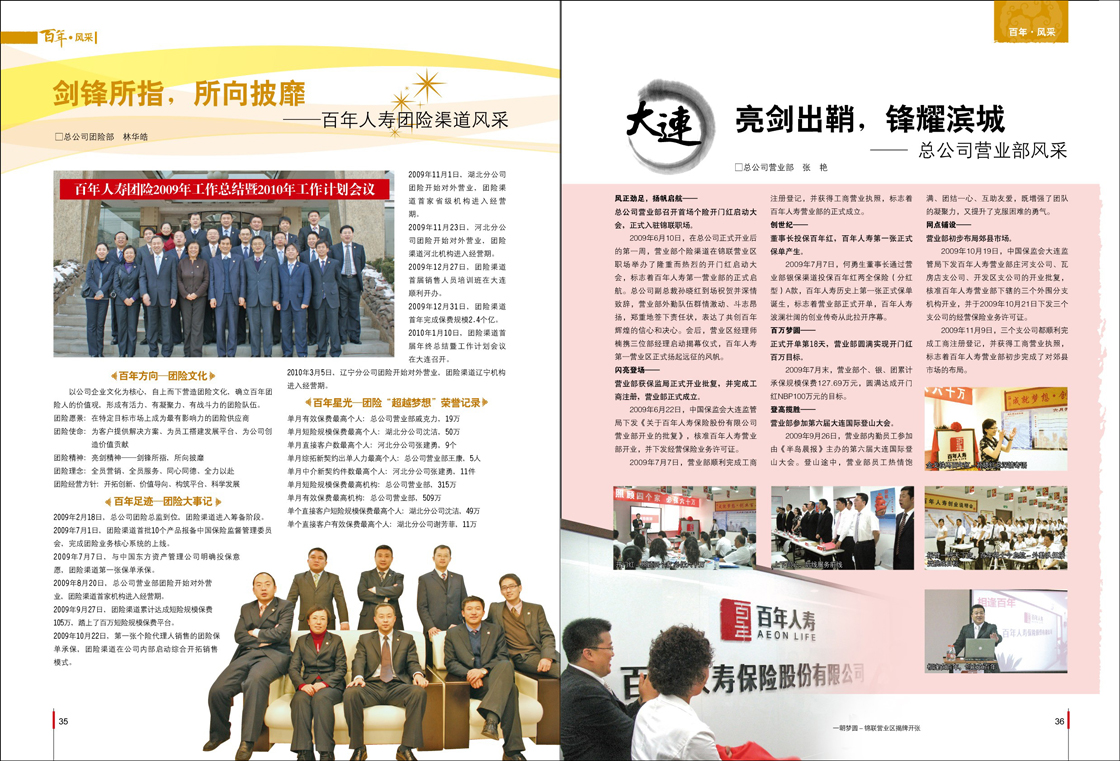 百年·风采
剑锋所指，所向披靡
——百年人寿团险渠道风采
□总公司团险部 林华皓
百年人寿团险2009年工作总结暨2010年工作计划会议
2009年11月1日，湖北分公
司团险开始对外营业，团险渠
道首家省级机构进入经营
期。
2009年11月23日，河北分公
司团险开始对外营业，团险
渠道河北机构进入经营期。
2009年12月27日，团险渠道
首届销售人员培训班在大连
顺利开办。
2009年12月31日，团险渠道
首年完成保费规模2.4个亿。
2010年1月10日，团险渠道首
届年终总结暨工作计划会议
在大连召开。
2010年3月5日，辽宁分公司团险开始对外营业，团险渠道辽宁机构
进入经营期。
百年方向—团险文化
以公司企业文化为核心，自上而下营造团险文化，确立百年团
险人的价值观，形成有活力、有凝聚力、有战斗力的团险队伍。
团险愿景：在特定目标市场上成为最有影响力的团险供应商
团险使命：为客户提供解决方案、为员工搭建发展平台、为公司创
造价值贡献
团险精神：亮剑精神——剑锋所指，所向披靡
团险理念：全员营销、全员服务、同心同德、全力以赴
团险经营方针：开拓创新、价值导向、构筑平台、科学发展
百年足迹—团险大事记
2009年2月18日，总公司团险总监到位，团险渠道进入筹备阶段。
2009年7月1日，团险渠道首批10个产品报备中国保险监督管理委员
会，完成团险业务核心系统的上线。
2009年7月7日，与中国东方资产管理公司明确投保意
愿，团险渠道第一张保单承保。
2009年8月20日，总公司营业部团险开始对外营
业，团险渠道首家机构进入经营期。
2009年9月27日，团险渠道累计达成短险规模保费
105万，踏上了百万短险规模保费平台。
2009年10月22日，第一张个险代理人销售的团险保
单承保，团险渠道在公司内部启动综合开拓销售
模式。
百年星光—团险“超越梦想”荣誉记录
单月有效保费最高个人：总公司营业部戚克力，19万
单月短险规模保费最高个人：湖北分公司沈洁，50万
单月直接客户数最高个人：河北分公司张建勇，9个
单月综拓新契约出单人力最高个人：总公司营业部王康，5人
单月中介新契约件数最高个人：河北分公司张建勇，11件
单月短险规模保费最高机构：总公司营业部，315万
单月有效保费最高机构：总公司营业部，509万
单个直接客户短险规模保费最高个人：湖北分公司沈洁，49万
单个直接客户有效保费最高个人：湖北分公司谢芳菲，11万
35
百年·风采
大連
亮剑出鞘，锋耀滨城
—— 总公司营业部风采
□总公司营业部 张 艳
风正劲足，扬帆启航——
总公司营业部召开首场个险开门红启动大
会，正式入驻锦联职场。
2009年6月10日，在总公司正式开业后
的第一周，营业部个险渠道在锦联营业区
职场举办了隆重而热烈的开门红启动大
会，标志着百年人寿第一营业部的正式启
航。总公司副总裁孙晓红到场祝贺并深情
致辞，营业部外勤队伍群情激动、斗志昂
扬，郑重地签下责任状，表达了共创百年
辉煌的信心和决心。会后，营业区经理师
楠携三位部经理启动揭幕仪式，百年人寿
第一营业区正式扬起远征的风帆。
闪亮登场——
营业部获保监局正式开业批复，并完成工
商注册，营业部正式成立。
2009年6月22日，中国保监会大连监管
局下发《关于百年人寿保险股份有限公司
营业部开业的批复》，核准百年人寿营业
部开业，并下发经营保险业务许可证。
2009年7月7日，营业部顺利完成工商
注册登记，并获得工商营业执照，标志着
百年人寿营业部的正式成立。
创世纪——
董事长投保百年红，百年人寿第一张正式
保单产生。
2009年7月7日，何勇生董事长通过营
业部银保渠道投保百年红两全保险（分红
型）A款，百年人寿历史上第一张正式保单
诞生，标志着营业部正式开单，百年人寿
波澜壮阔的创业传奇从此拉开序幕。
百万梦圆——
正式开单第18天，营业部圆满实现开门红
百万目标。
2009年7月末，营业部个、银、团累计
承保规模保费127.69万元，圆满达成开门
红NBP100万元的目标。
登高揽胜——
营业部参加第六届大连国际登山大会。
2009年9月26日，营业部内勤员工参加
由《半岛晨报》主办的第六届大连国际登
山大会。登山途中，营业部员工热情饱
满、团结一心、互助友爱，既增强了团队
的凝聚力，又提升了克服困难的勇气。
网点铺设——
营业部初步布局郊县市场。
2009年10月19日，中国保监会大连监
管局下发百年人寿营业部庄河支公司、瓦
房店支公司、开发区支公司的开业批复，
核准百年人寿营业部下辖的三个外围分支
机构开业，并于2009年10月21日下发三个
支公司的经营保险业务许可证。
2009年11月9日，三个支公司都顺利完
成工商注册登记，并获得工商营业执照，
标志着百年人寿营业部初步完成了对郊县
市场的布局。
百年人寿
AEON LIFE
人寿保险股份有限公司
一朝梦圆－锦联营业区揭牌开张
36